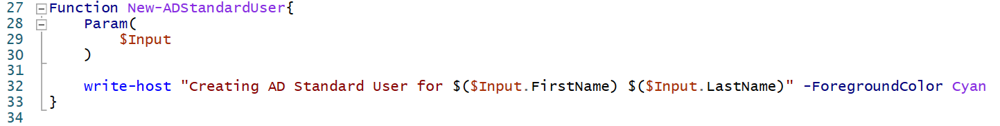 27 Function New-ADStandardUser{
28 Param(
29 $Input
30 )
31
32 write-host "Creating AD Standard User for $($Input.FirstName) $($Input.LastName)" -ForegroundColor Cyan
33 }
34